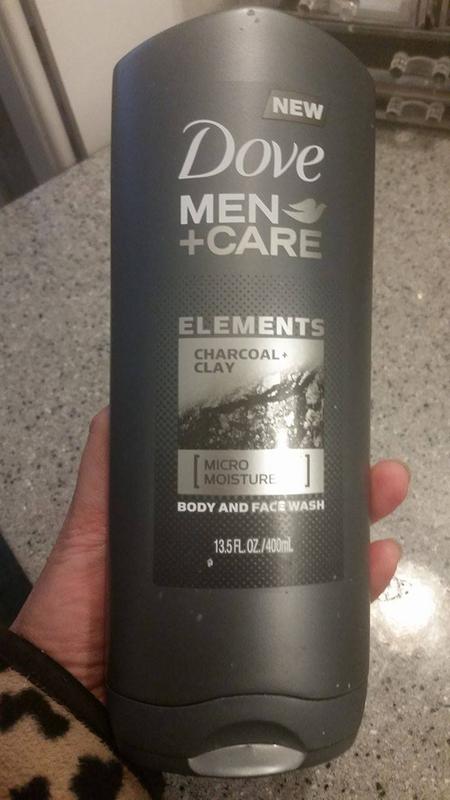 NEW
Dove
MEN
+CARE
ELEMENTS
CHARCOAL+
CLAY
[MICRO
MOISTURE]
BODY AND FACE WASH
13.5 FL. OZ./400mL